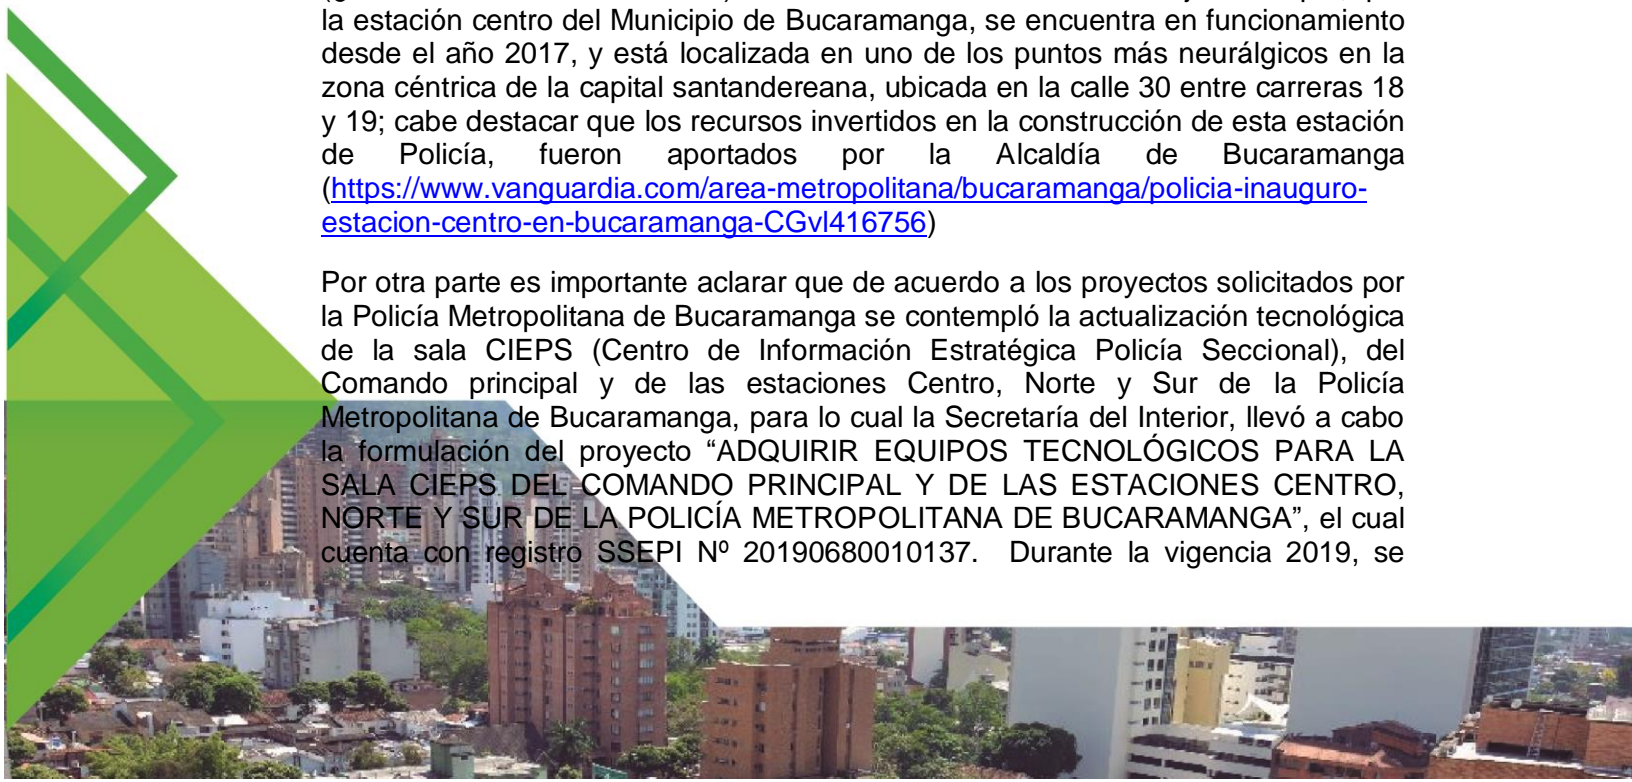 la estación centro del Municipio de Bucaramanga, se encuentra en funcionamiento
desde el año 2017, y está localizada en uno de los puntos más neurálgicos en la
zona céntrica de la capital santandereana, ubicada en la calle 30 entre carreras 18
y 19; cabe destacar que los recursos invertidos en la construcción de esta estación
de Policía, fueron aportados por la Alcaldía de Bucaramanga
(https://www.vanguardia.com/area-metropolitana/bucaramanga/policia-inauguro-
estacion-centro-en-bucaramanga-CGvl416756)
Por otra parte es importante aclarar que de acuerdo a los proyectos solicitados por
la Policía Metropolitana de Bucaramanga se contempló la actualización tecnológica
de la sala CIEPS (Centro de Información Estratégica Policía Seccional), del
Comando principal y de las estaciones Centro, Norte y Sur de la Policía
Metropolitana de Bucaramanga, para lo cual la Secretaría del Interior, llevó a cabo
la formulación del proyecto “ADQUIRIR EQUIPOS TECNOLÓGICOS PARA LA
SALA CIEPS DEL COMANDO PRINCIPAL Y DE LAS ESTACIONES CENTRO,
NORTE Y SUR DE LA POLICÍA METROPOLITANA DE BUCARAMANGA”, el cual
cuenta con registro SSEPI Nº 20190680010137. Durante la vigencia 2019, se